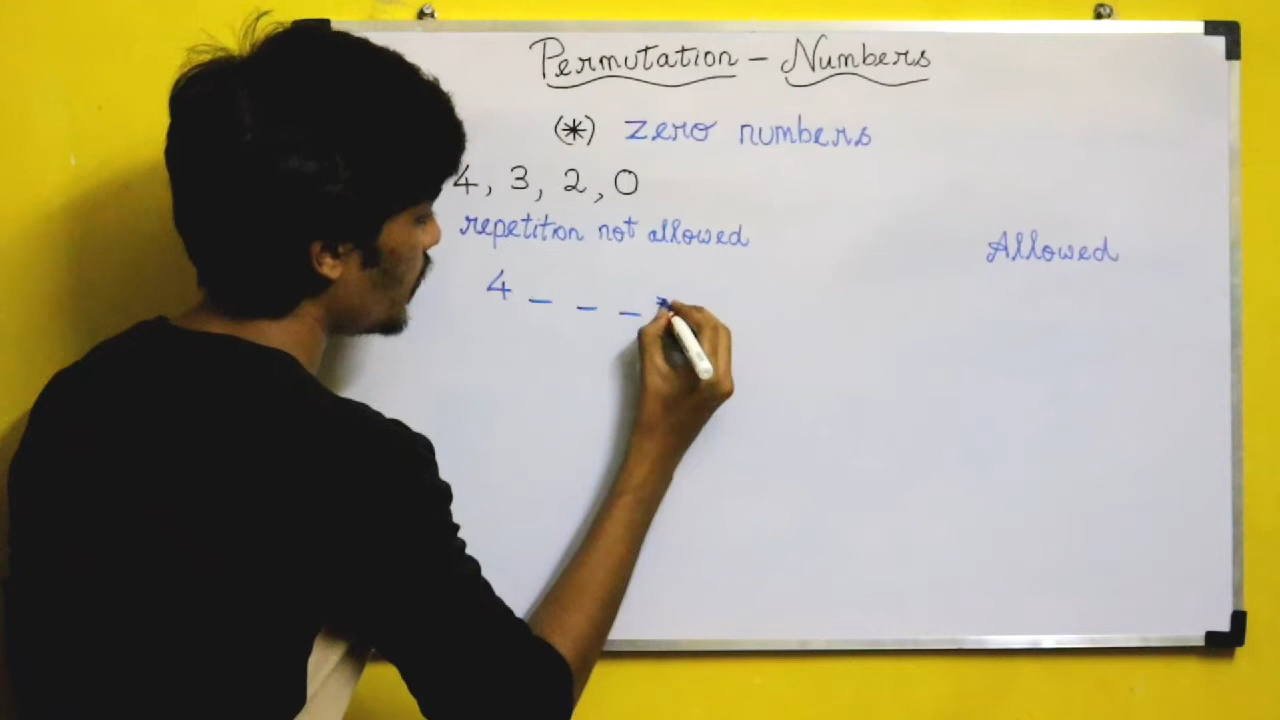 Permutation - Numbers
(*) zero numbers
4, 3, 2, 0
repetition not allowed
Allowed
4 _ _ _